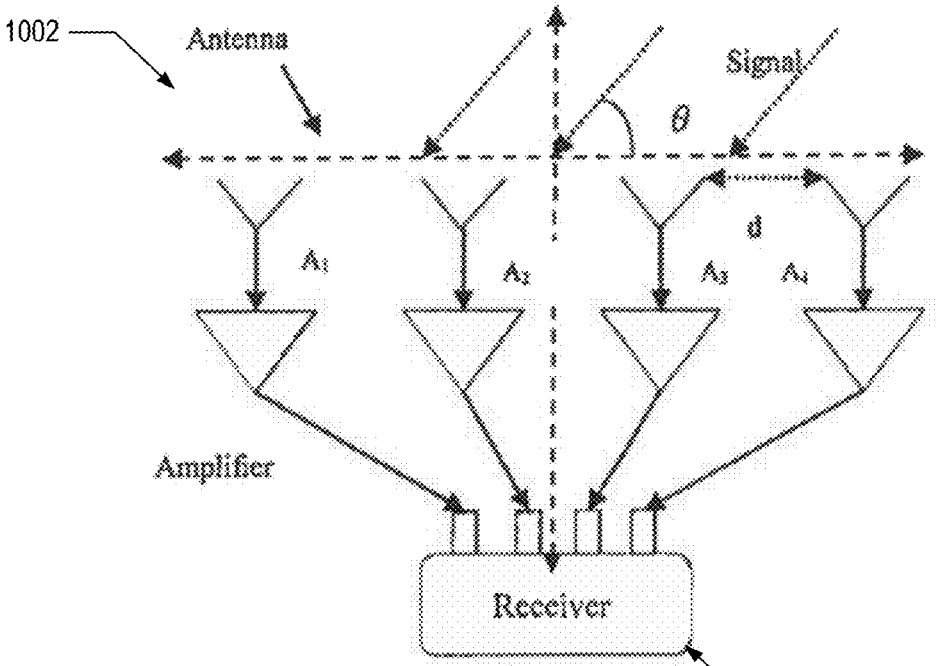 1002
Antenna
Signal
θ
d
A₁
A₂
A₃
A₄
Amplifier
Receiver